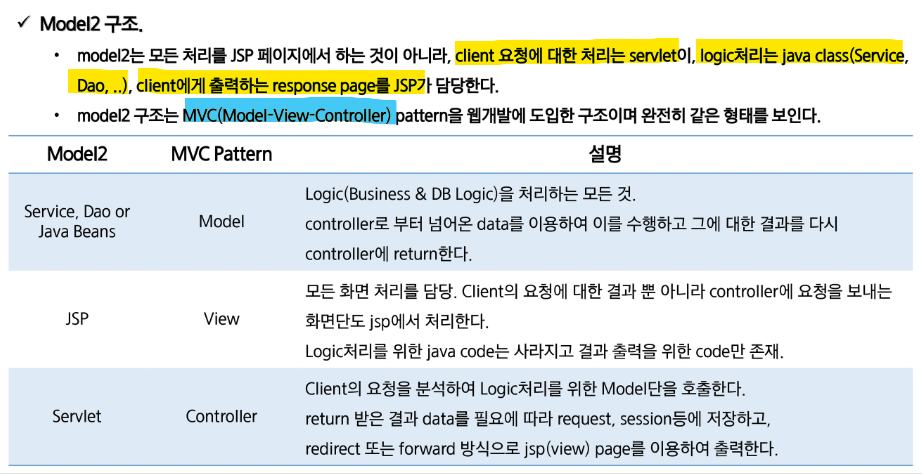 ✓ Model2 구조.
• model2는 모든 처리를 JSP 페이지에서 하는 것이 아니라, client 요청에 대한 처리는 servlet이, logic처리는 java class(Service,
Dao, ..), client에게 출력하는 response page를 JSP가 담당한다.
• model2 구조는 MVC(Model-View-Controller) pattern을 웹개발에 도입한 구조이며 완전히 같은 형태를 보인다.
Model2 MVC Pattern 설명
Service, Dao or
Java Beans
Model
Logic(Business & DB Logic)을 처리하는 모든 것.
controller로 부터 넘어온 data를 이용하여 이를 수행하고 그에 대한 결과를 다시
controller에 return한다.
JSP
View
모든 화면 처리를 담당. Client의 요청에 대한 결과 뿐 아니라 controller에 요청을 보내는
화면단도 jsp에서 처리한다.
Logic처리를 위한 java code는 사라지고 결과 출력을 위한 code만 존재.
Servlet
Controller
Client의 요청을 분석하여 Logic처리를 위한 Model단을 호출한다.
return 받은 결과 data를 필요에 따라 request, session등에 저장하고,
redirect 또는 forward 방식으로 jsp(view) page를 이용하여 출력한다.